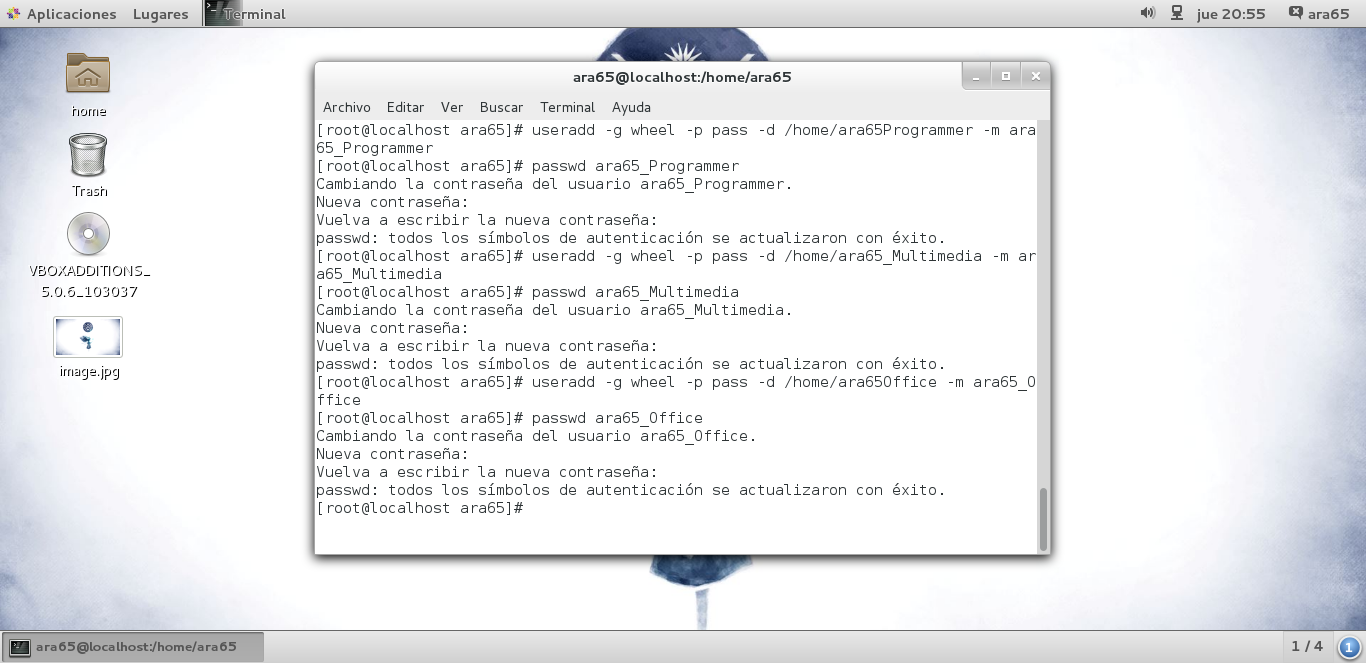 Aplicaciones Lugares Terminal jue 20:55 ara65
home
Trash
VBOXADDITIONS_
5.0.6_103037
image.jpg
ara65@localhost:/home/ara65
Archivo Editar Ver Buscar Terminal Ayuda
[root@localhost ara65]# useradd -g wheel -p pass -d /home/ara65Programmer -m ara
65_Programmer
[root@localhost ara65]# passwd ara65_Programmer
Cambiando la contraseña del usuario ara65_Programmer.
Nueva contraseña:
Vuelva a escribir la nueva contraseña:
passwd: todos los símbolos de autenticación se actualizaron con éxito.
[root@localhost ara65]# useradd -g wheel -p pass -d /home/ara65_Multimedia -m ar
a65_Multimedia
[root@localhost ara65]# passwd ara65_Multimedia
Cambiando la contraseña del usuario ara65_Multimedia.
Nueva contraseña:
Vuelva a escribir la nueva contraseña:
passwd: todos los símbolos de autenticación se actualizaron con éxito.
[root@localhost ara65]# useradd -g wheel -p pass -d /home/ara65Office -m ara65_O
ffice
[root@localhost ara65]# passwd ara65_Office
Cambiando la contraseña del usuario ara65_Office.
Nueva contraseña:
Vuelva a escribir la nueva contraseña:
passwd: todos los símbolos de autenticación se actualizaron con éxito.
[root@localhost ara65]#
ara65@localhost:/home/ara65 1 / 4 1